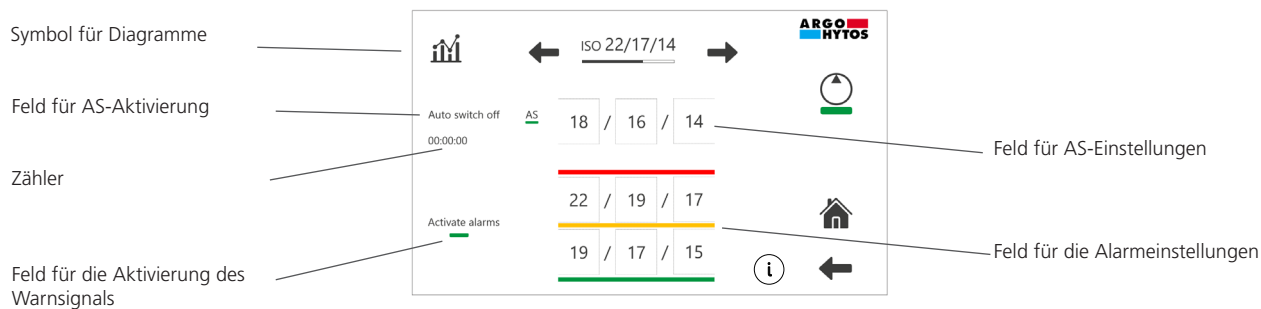 Symbol für Diagramme
ISO 22/17/14
ARGO
HYTOS
Feld für AS-Aktivierung
Auto switch off
AS
18 / 16 / 14
00:00:00
Feld für AS-Einstellungen
Zähler
22 / 19 / 17
Activate alarms
19 / 17 / 15
Feld für die Alarmeinstellungen
i
Feld für die Aktivierung des
Warnsignals